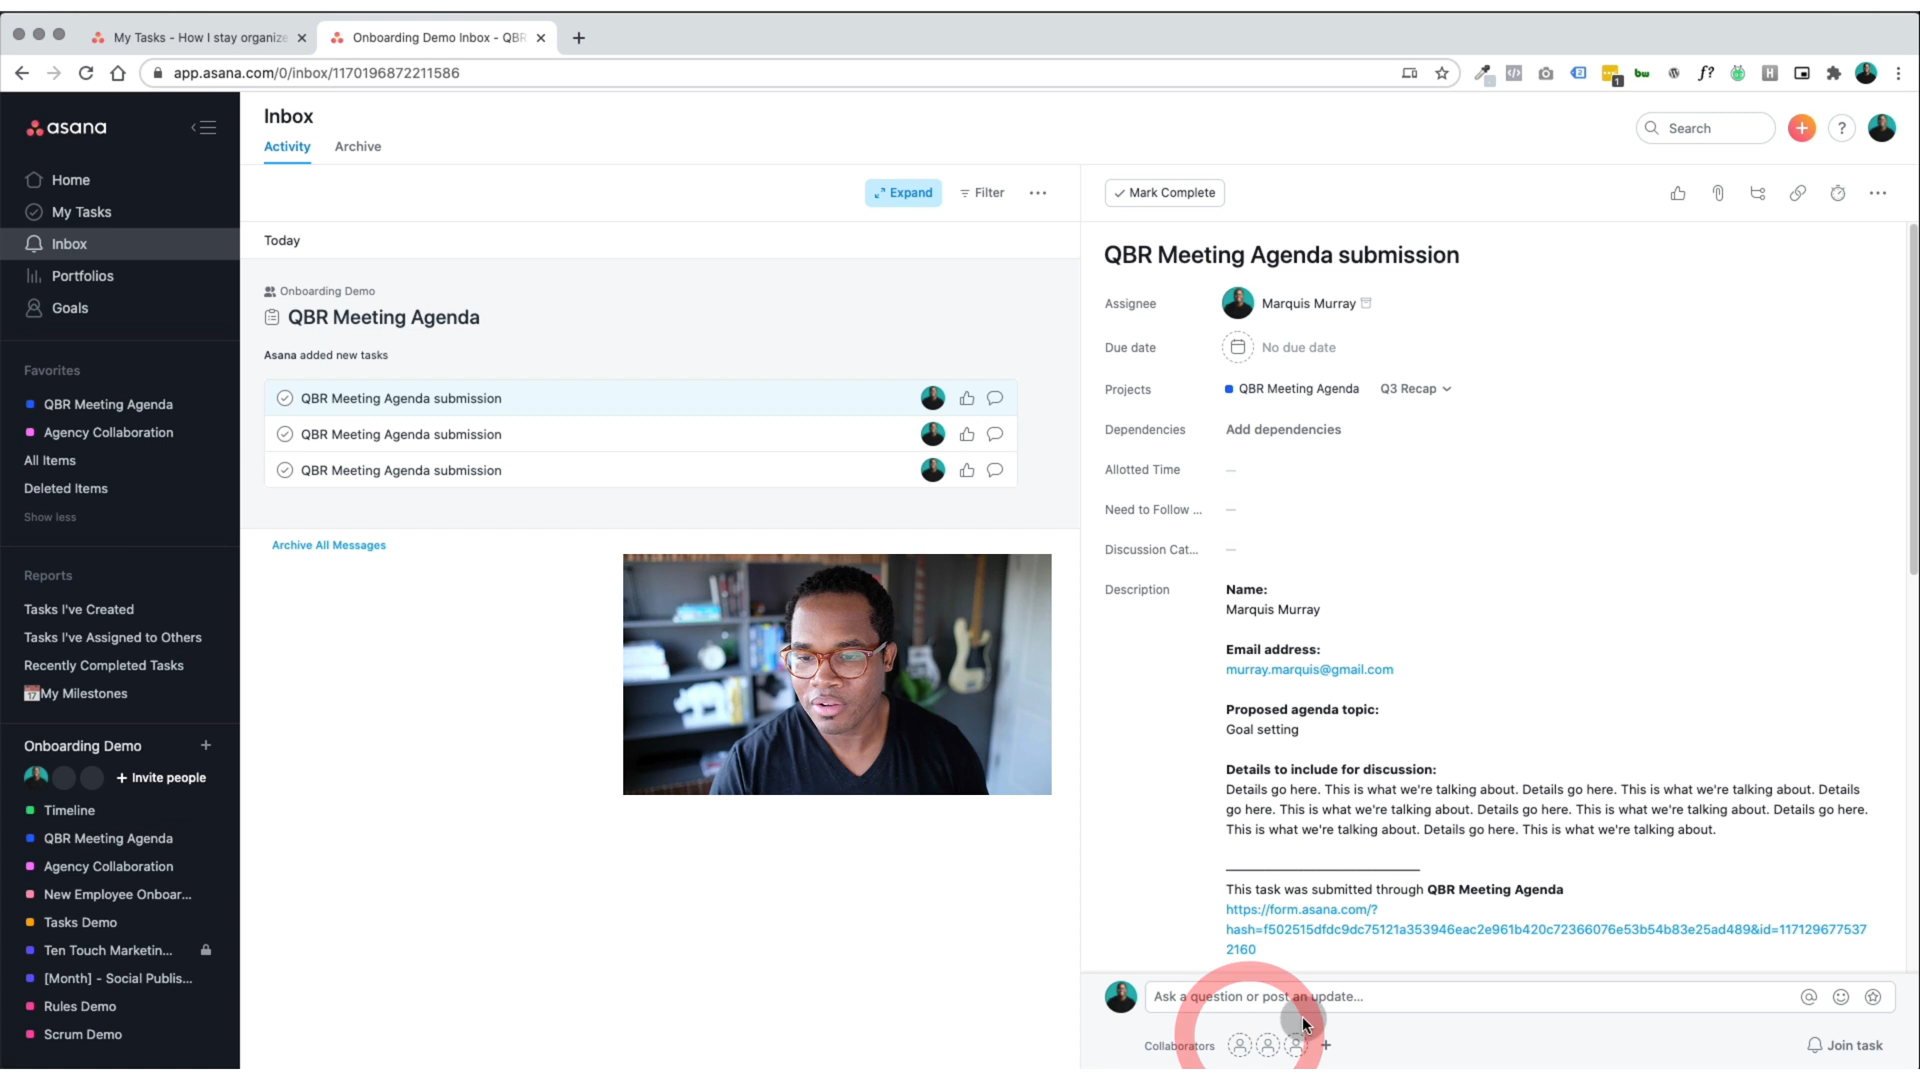 My Tasks - How I stay organize
Onboarding Demo Inbox - QBR
app.asana.com/0/inbox/1170196872211586
asana
Home
My Tasks
Inbox
Portfolios
Goals
Favorites
QBR Meeting Agenda
Agency Collaboration
All Items
Deleted Items
Show less
Reports
Tasks I've Created
Tasks I've Assigned to Others
Recently Completed Tasks
My Milestones
Onboarding Demo
+ Invite people
Timeline
QBR Meeting Agenda
Agency Collaboration
New Employee Onboar...
Tasks Demo
Ten Touch Marketin...
[Month] - Social Publis...
Rules Demo
Scrum Demo
Inbox
Activity
Archive
Search
Expand
Filter
Today
Onboarding Demo
QBR Meeting Agenda
Asana added new tasks
QBR Meeting Agenda submission
QBR Meeting Agenda submission
QBR Meeting Agenda submission
Archive All Messages
Mark Complete
QBR Meeting Agenda submission
Assignee
Marquis Murray
Due date
No due date
Projects
QBR Meeting Agenda
Q3 Recap
Dependencies
Add dependencies
Allotted Time
—
Need to Follow ...
—
Discussion Cat...
—
Description
Name:
Marquis Murray
Email address:
murray.marquis@gmail.com
Proposed agenda topic:
Goal setting
Details to include for discussion:
Details go here. This is what we're talking about. Details go here. This is what we're talking about. Details
go here. This is what we're talking about. Details go here. This is what we're talking about. Details go here.
This is what we're talking about. Details go here. This is what we're talking about.
This task was submitted through QBR Meeting Agenda
https://form.asana.com/?
hash=f502515dfdc9dc75121a353946eac2e961b420c72366076e53b54b83e25ad489&id=117129677537
2160
Ask a question or post an update...
Collaborators
Join task